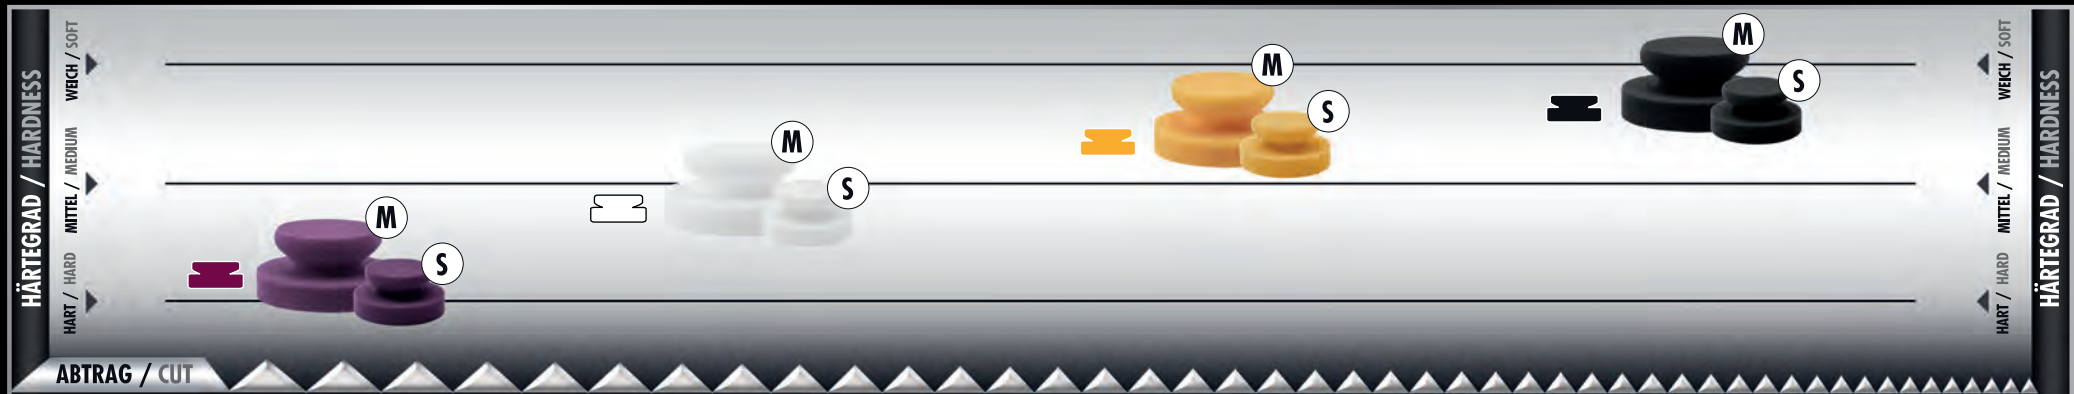 HÄRTEGRAD / HARDNESS
WEICH / SOFT
MITTEL / MEDIUM
HART / HARD
M
S
M
S
M
S
M
S
WEICH / SOFT
MITTEL / MEDIUM
HART / HARD
HÄRTEGRAD / HARDNESS
ABTRAG / CUT